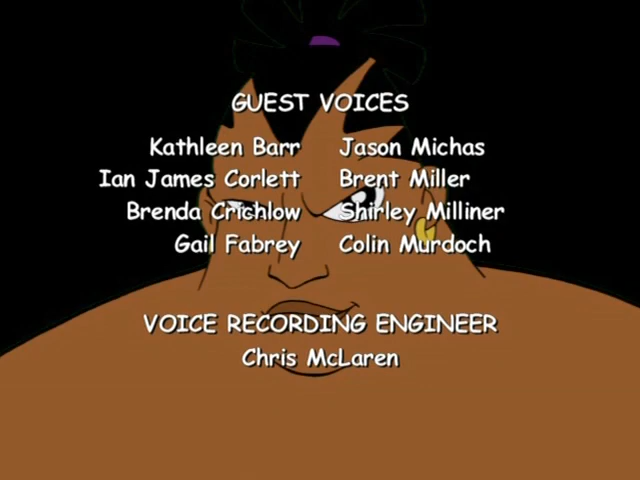 GUEST VOICES
Kathleen Barr Jason Michas
Ian James Corlett Brent Miller
Brenda Crichlow Shirley Milliner
Gail Fabrey Colin Murdoch
VOICE RECORDING ENGINEER
Chris McLaren